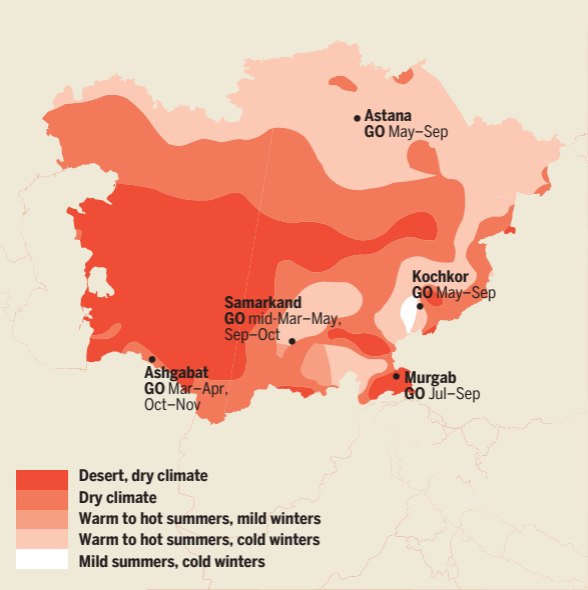 Astana
GO May–Sep
Kochkor
GO May–Sep
Samarkand
GO mid-Mar–May,
Sep–Oct
Ashgabat
GO Mar–Apr,
Oct–Nov
Murgab
GO Jul–Sep
Desert, dry climate
Dry climate
Warm to hot summers, mild winters
Warm to hot summers, cold winters
Mild summers, cold winters